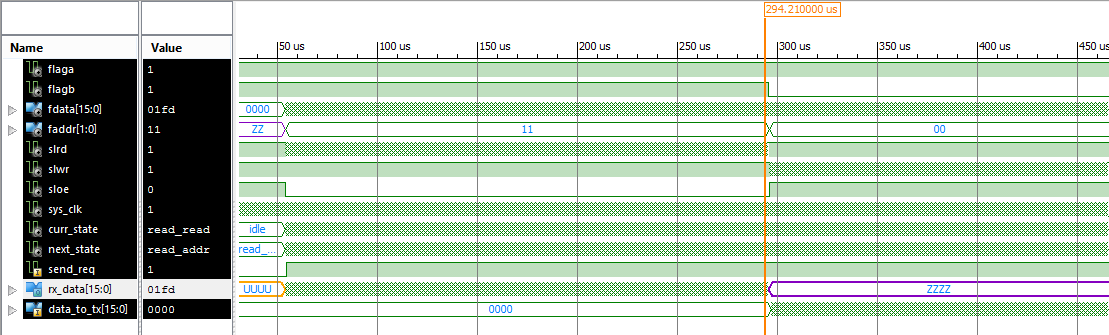 294.210000 us
Name Value 50 us 100 us 150 us 200 us 250 us 300 us 350 us 400 us 450 us
flaga 1
flagb 1
fdata[15:0] 01fd 0000
faddr[1:0] 11 ZZ 11 00
slrd 1
slwr 1
sloe 0
sys_clk 1
curr_state read_read idle
next_state read_addr read_...
send_req 1
rx_data[15:0] 01fd UUUU ZZZZ
data_to_tx[15:0] 0000 0000